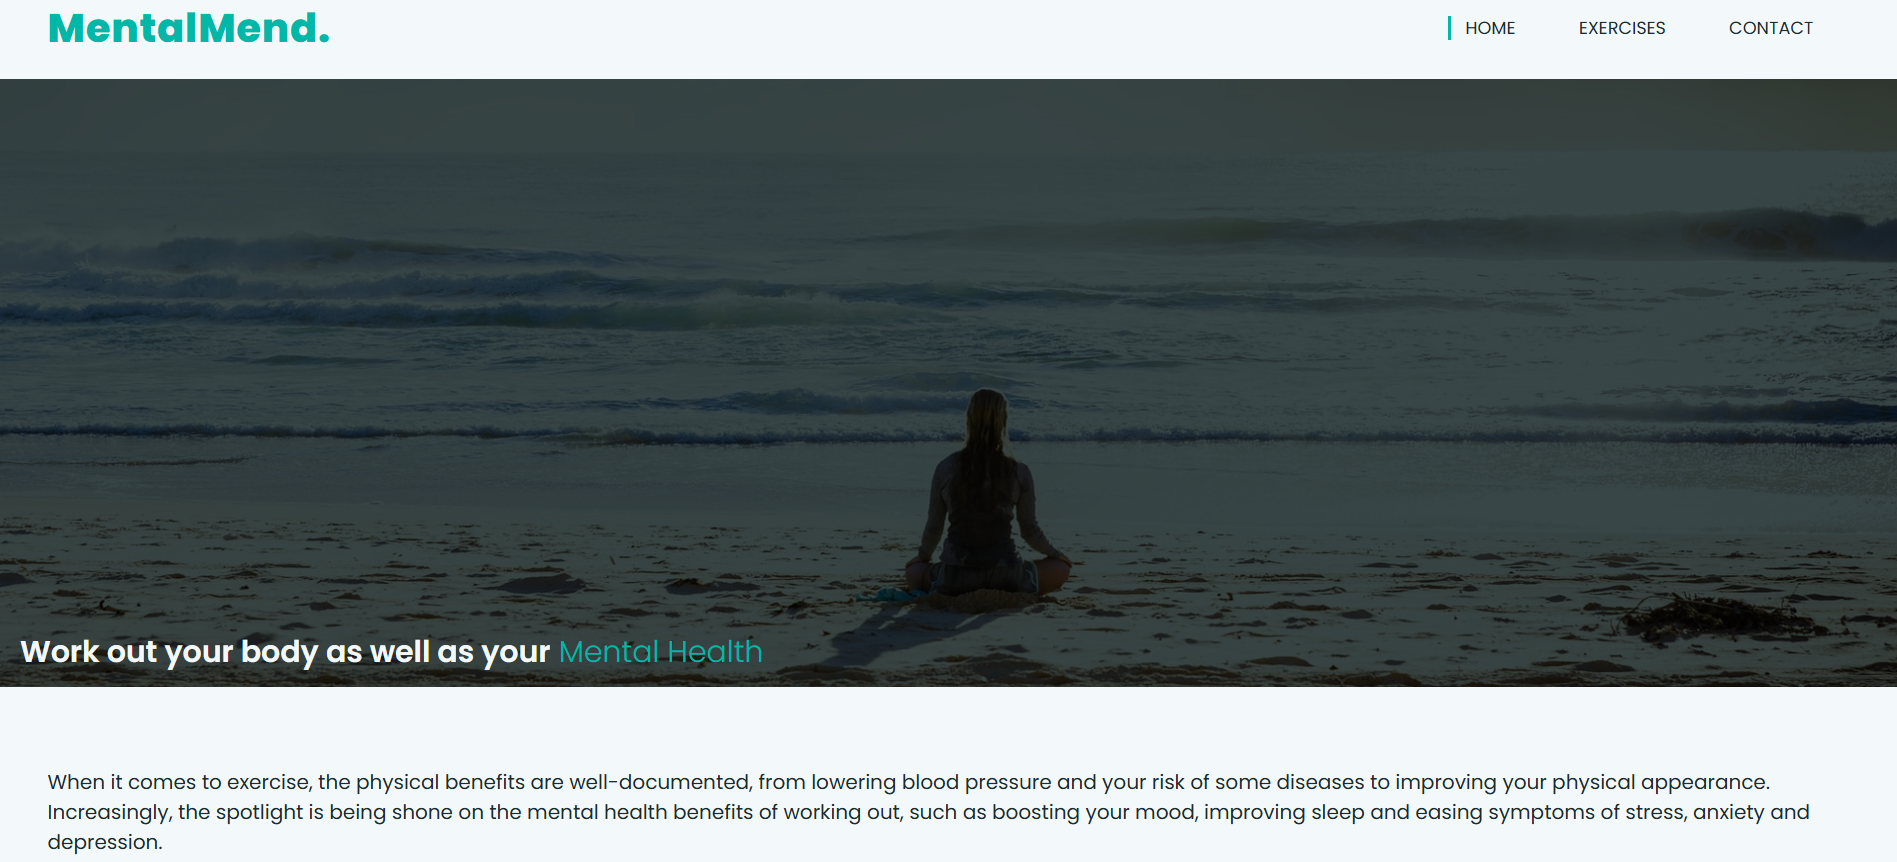 MentalMend.
HOME EXERCISES CONTACT
Work out your body as well as your Mental Health
When it comes to exercise, the physical benefits are well-documented, from lowering blood pressure and your risk of some diseases to improving your physical appearance.
Increasingly, the spotlight is being shone on the mental health benefits of working out, such as boosting your mood, improving sleep and easing symptoms of stress, anxiety and
depression.